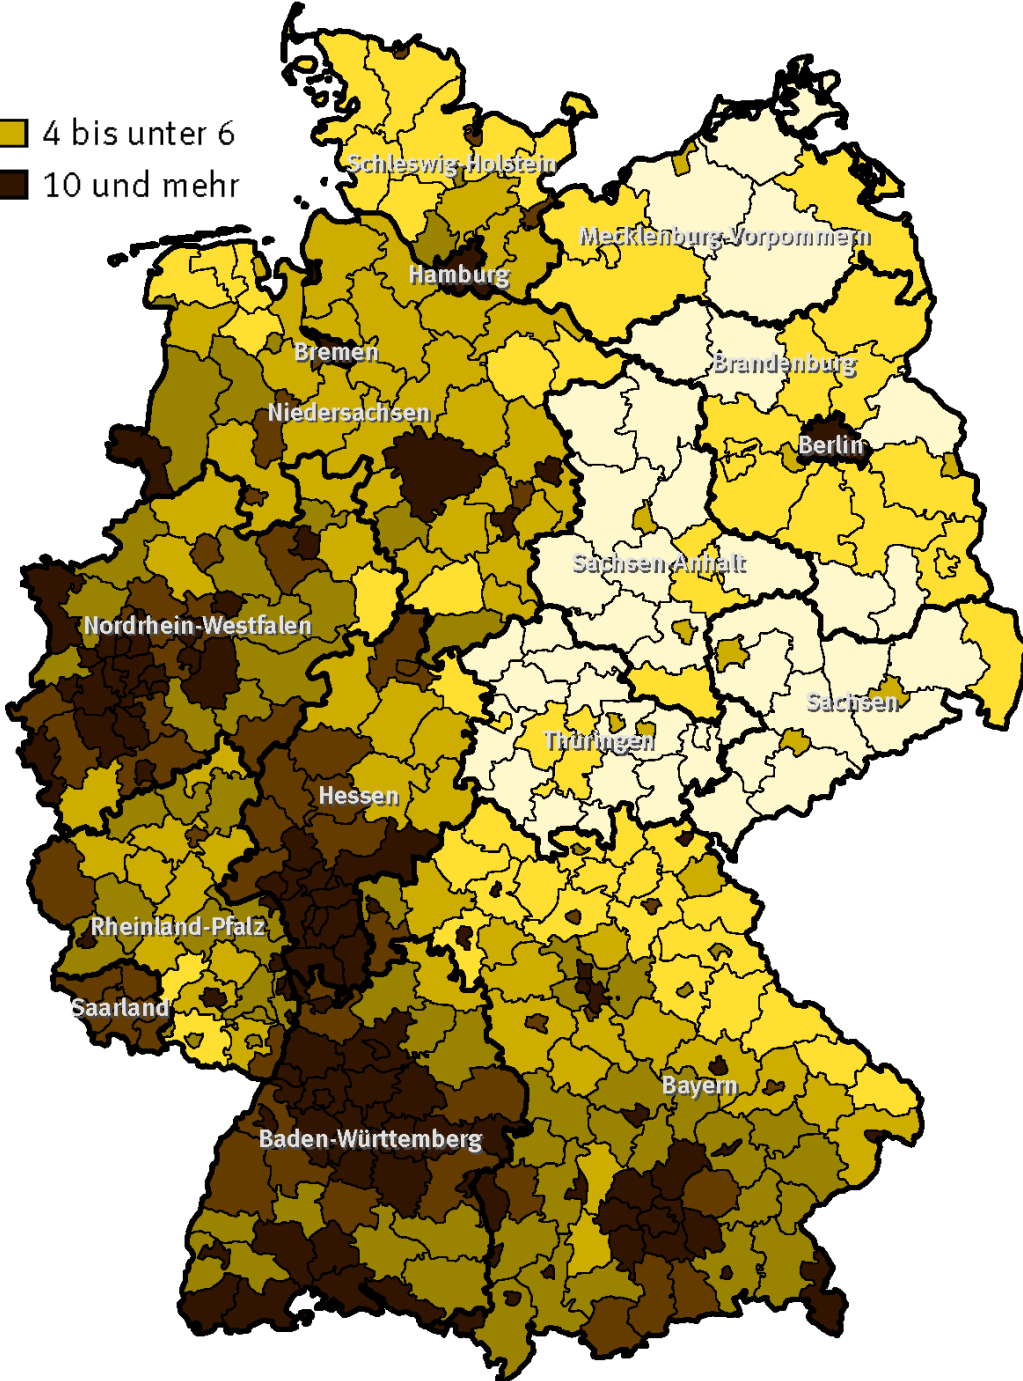 4 bis unter 6
Schleswig-Holstein
10 und mehr
Mecklenburg-Vorpommern
Hamburg
Bremen
Brandenburg
Niedersachsen
Berlin
Sachsen-Anhalt
Nordrhein-Westfalen
Sachsen
Thüringen
Hessen
Rheinland-Pfalz
Saarland
Bayern
Baden-Württemberg